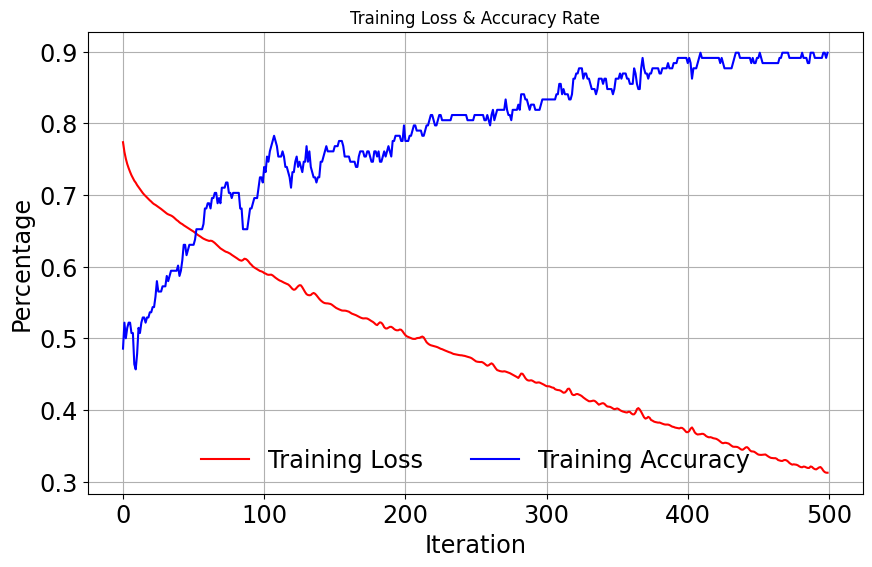 Training Loss & Accuracy Rate
Percentage
0.9
0.8
0.7
0.6
0.5
0.4
0.3
Training Loss Training Accuracy
0 100 200 300 400 500
Iteration